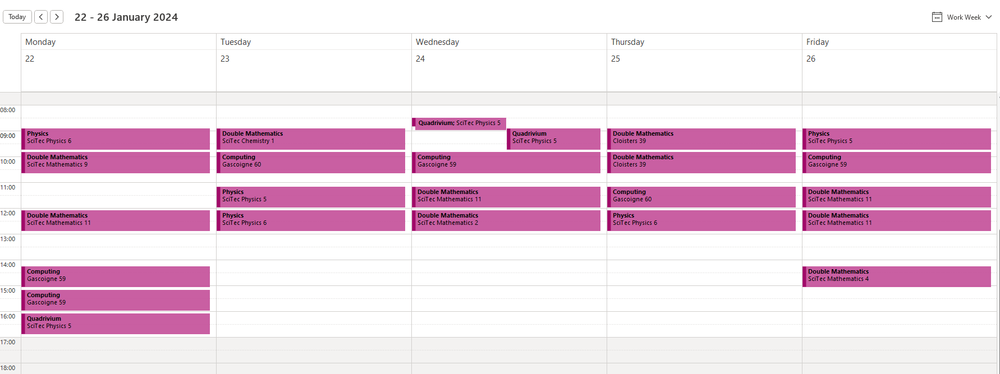 Today
22 - 26 January 2024
Work Week
Monday
Tuesday
Wednesday
Thursday
Friday
22
23
24
25
26
08:00
09:00
10:00
11:00
12:00
13:00
14:00
15:00
16:00
17:00
18:00
Physics
SciTec Physics 6
Double Mathematics
SciTec Mathematics 9
Double Mathematics
SciTec Mathematics 11
Computing
Gascoigne 59
Computing
Gascoigne 59
Quadrivium
SciTec Physics 5
Double Mathematics
SciTec Chemistry 1
Computing
Gascoigne 60
Physics
SciTec Physics 5
Physics
SciTec Physics 6
Quadrivium; SciTec Physics 5
Quadrivium
SciTec Physics 5
Computing
Gascoigne 59
Double Mathematics
SciTec Mathematics 11
Double Mathematics
SciTec Mathematics 2
Double Mathematics
Cloisters 39
Double Mathematics
Cloisters 39
Computing
Gascoigne 60
Physics
SciTec Physics 6
Physics
SciTec Physics 5
Computing
Gascoigne 59
Double Mathematics
SciTec Mathematics 11
Double Mathematics
SciTec Mathematics 11
Double Mathematics
SciTec Mathematics 4